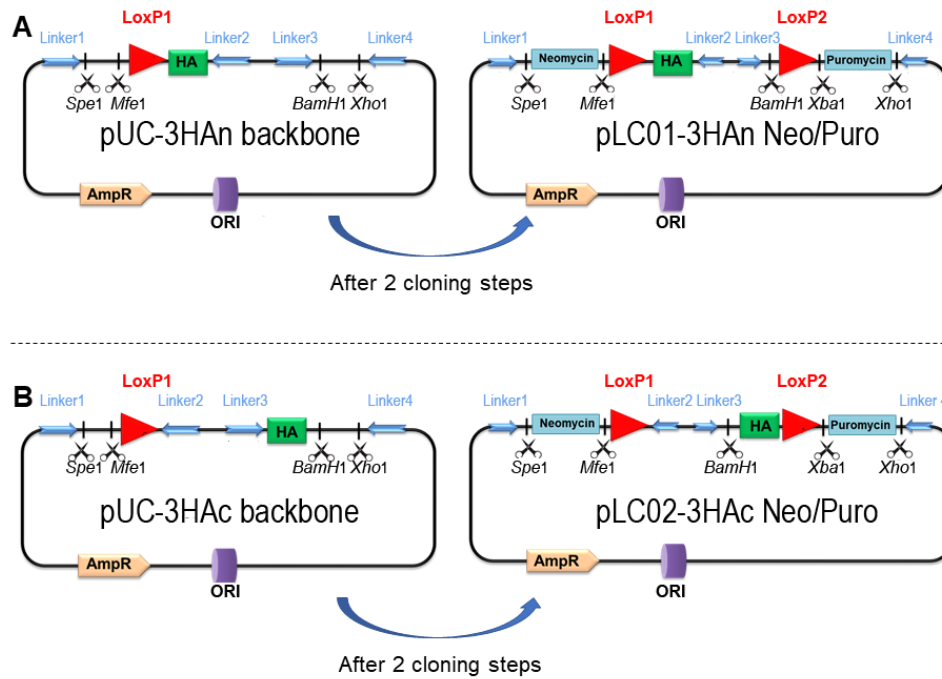 A
LoxP1
Linker1
HA
Linker2
Linker3
Linker4
Spe1
Mfe1
BamH1
Xho1
pUC-3HAn backbone
AmpR
ORI
LoxP1
LoxP2
Linker1
Neomycin
HA
Linker2
Linker3
Puromycin
Linker4
Spe1
Mfe1
BamH1
Xba1
Xho1
pLC01-3HAn Neo/Puro
AmpR
ORI
After 2 cloning steps
B
LoxP1
Linker1
Linker2
Linker3
HA
Linker4
Spe1
Mfe1
BamH1
Xho1
pUC-3HAc backbone
AmpR
ORI
LoxP1
LoxP2
Linker1
Neomycin
Linker2
Linker3
HA
Puromycin
Linker
Spe1
Mfe1
BamH1
Xba1
Xho1
pLC02-3HAc Neo/Puro
AmpR
ORI
After 2 cloning steps